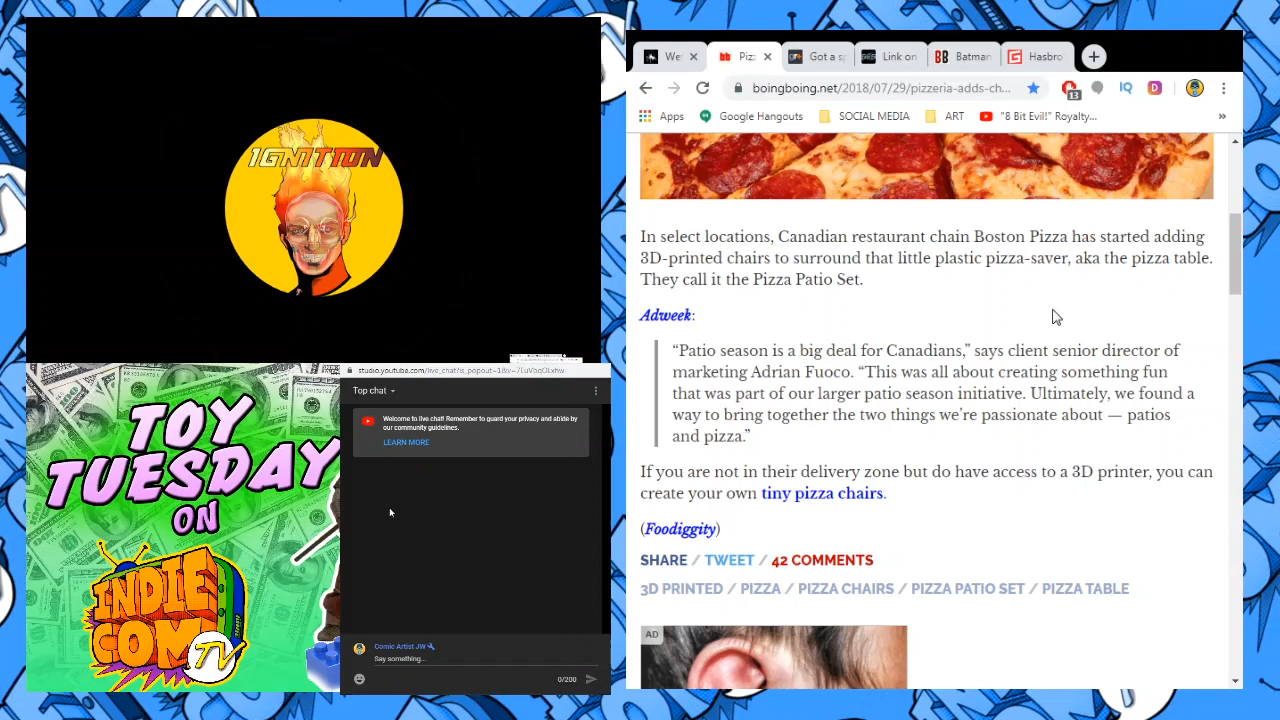 IGNITION
TOY
TUESDAY
ON
INDIE
COM
TV
studio.youtube.com/live_chat?is_popout=1&v=7LuVbqOLxhw
Top chat
Welcome to live chat! Remember to guard your privacy and abide by
our community guidelines.
LEARN MORE
Comic Artist JW
Say something...
0/200
We
Piz
Got a sp
Link on
BB Batman
Hasbro
boingboing.net/2018/07/29/pizzeria-adds-ch...
13
IQ
D
Apps
Google Hangouts
SOCIAL MEDIA
ART
"8 Bit Evil!" Royalty...
In select locations, Canadian restaurant chain Boston Pizza has started adding
3D-printed chairs to surround that little plastic pizza-saver, aka the pizza table.
They call it the Pizza Patio Set.
Adweek:
“Patio season is a big deal for Canadians,” says client senior director of
marketing Adrian Fuoco. “This was all about creating something fun
that was part of our larger patio season initiative. Ultimately, we found a
way to bring together the two things we’re passionate about — patios
and pizza.”
If you are not in their delivery zone but do have access to a 3D printer, you can
create your own tiny pizza chairs.
(Foodiggity)
SHARE / TWEET / 42 COMMENTS
3D PRINTED / PIZZA / PIZZA CHAIRS / PIZZA PATIO SET / PIZZA TABLE
AD